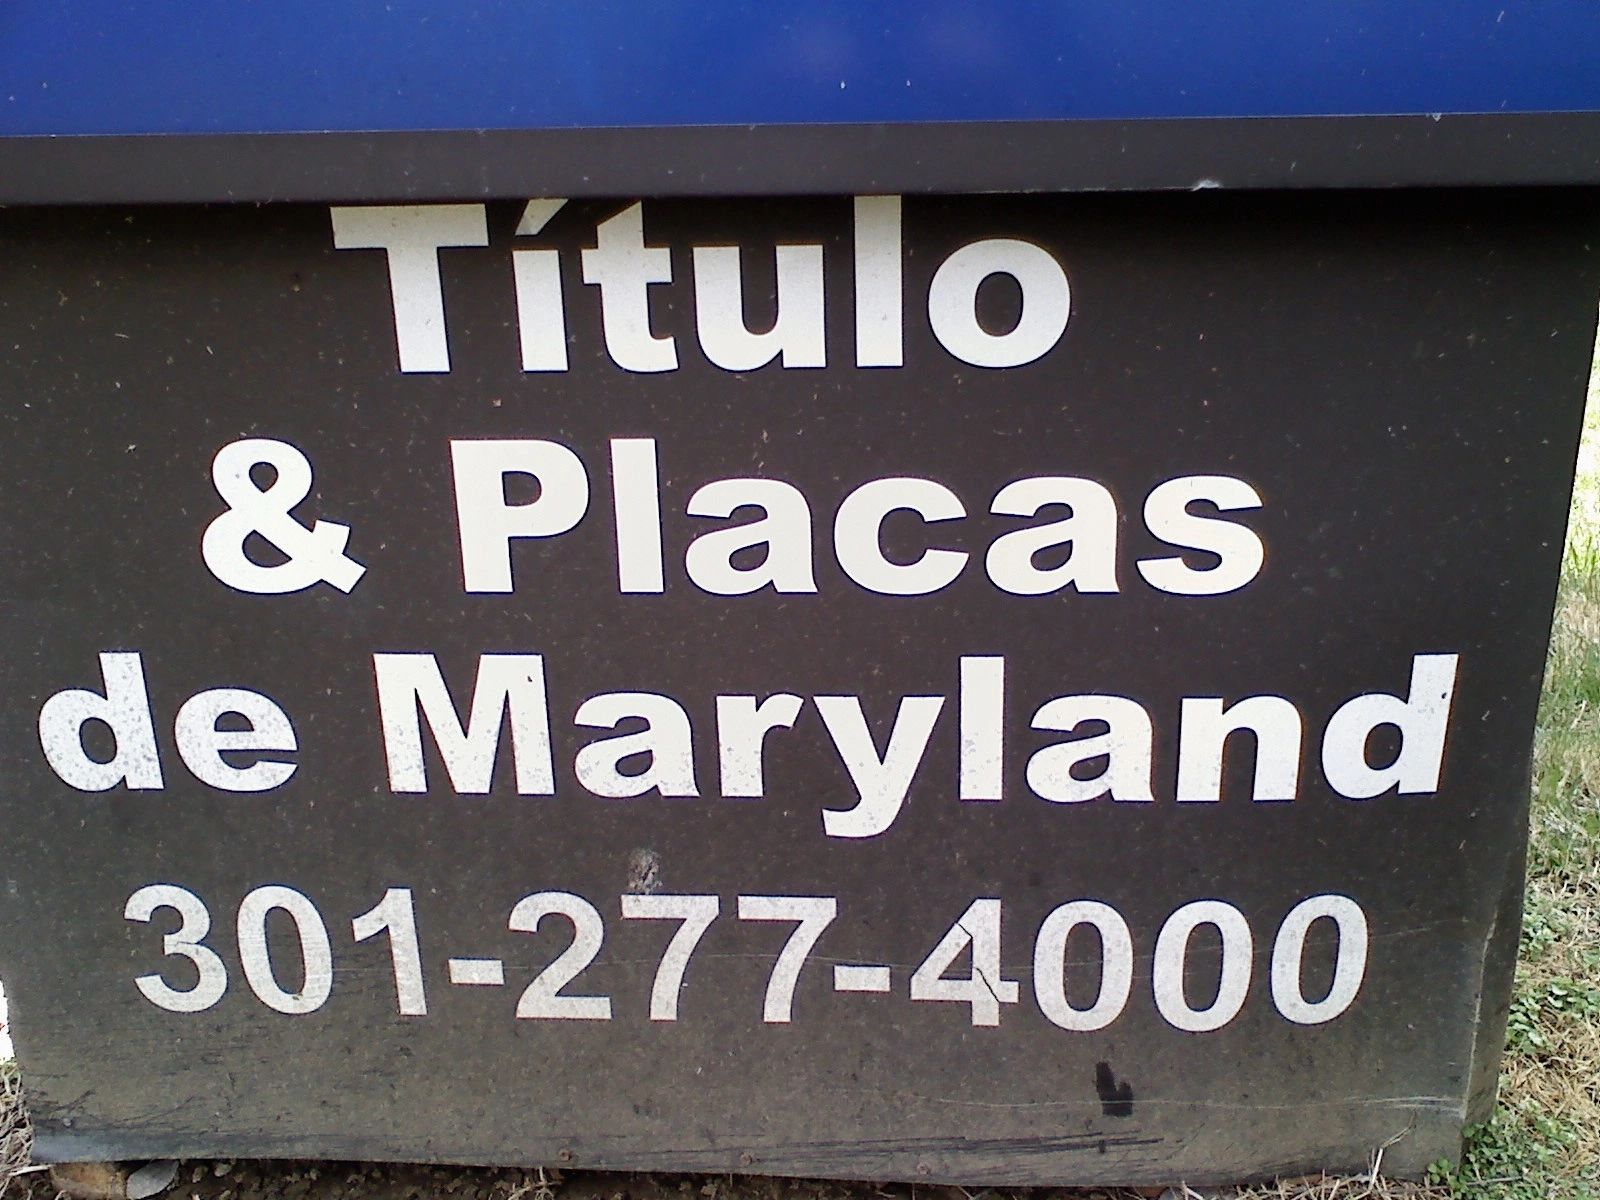 Título
& Placas
de Maryland
301-277-4000